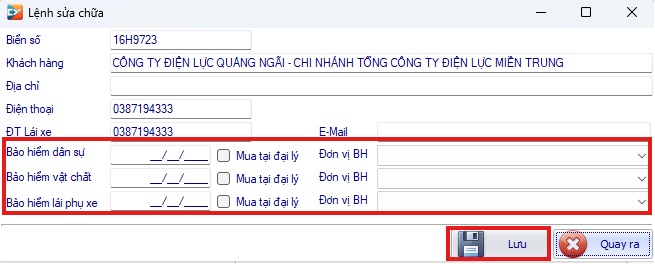 Lệnh sửa chữa
Biển số 16H9723
Khách hàng CÔNG TY ĐIỆN LỰC QUẢNG NGÃI - CHI NHÁNH TỔNG CÔNG TY ĐIỆN LỰC MIỀN TRUNG
Địa chỉ
Điện thoại 0387194333
ĐT Lái xe 0387194333 E-Mail
Bảo hiểm dân sự __/__/____ Mua tại đại lý Đơn vị BH
Bảo hiểm vật chất __/__/____ Mua tại đại lý Đơn vị BH
Bảo hiểm lái phụ xe __/__/____ Mua tại đại lý Đơn vị BH
Lưu Quay ra